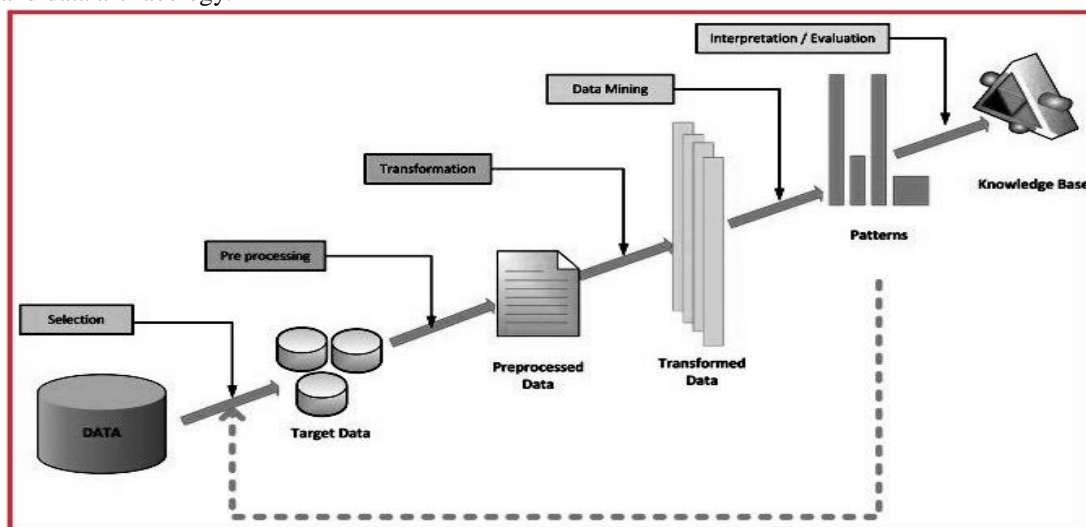 Interpretation / Evaluation
Data Mining
Transformation
Knowledge Base
Patterns
Pre processing
Selection
Preprocessed
Data
Transformed
Data
Target Data
DATA